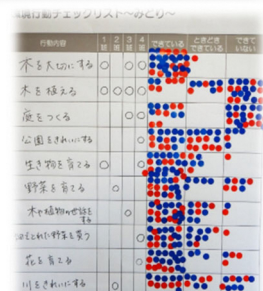 境行動チェックリスト〜みどり〜
行動内容 1班 2班 3班 4班 できている ときどきできている できていない
木を大切にする
木を植える
庭をつくる
公園をきれいにする
生き物を育てる
野菜を育てる
木や植物の世話をする
とれた野菜を買う
花を育てる
川をきれいにする